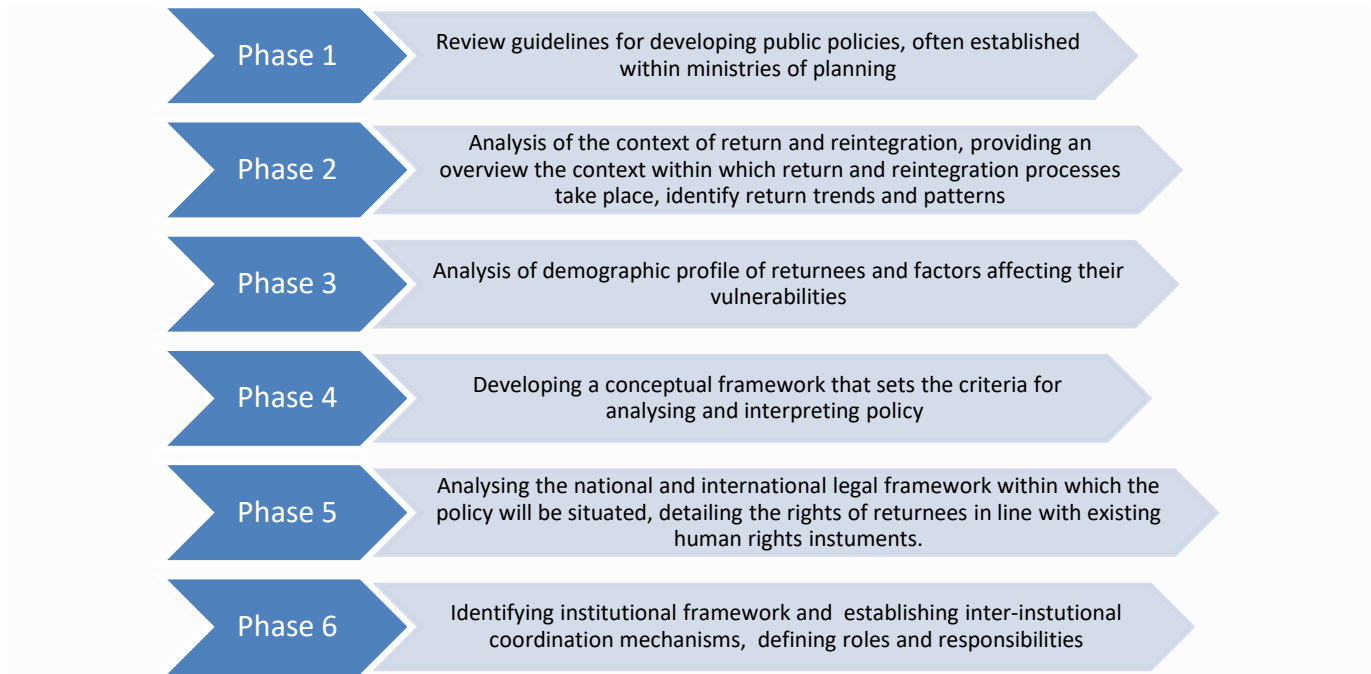 Phase 1
Review guidelines for developing public policies, often established
within ministries of planning
Phase 2
Analysis of the context of return and reintegration, providing an
overview the context within which return and reintegration processes
take place, identify return trends and patterns
Phase 3
Analysis of demographic profile of returnees and factors affecting their
vulnerabilities
Phase 4
Developing a conceptual framework that sets the criteria for
analysing and interpreting policy
Phase 5
Analysing the national and international legal framework within which the
policy will be situated, detailing the rights of returnees in line with existing
human rights instuments.
Phase 6
Identifying institutional framework and establishing inter-instutional
coordination mechanisms, defining roles and responsibilities